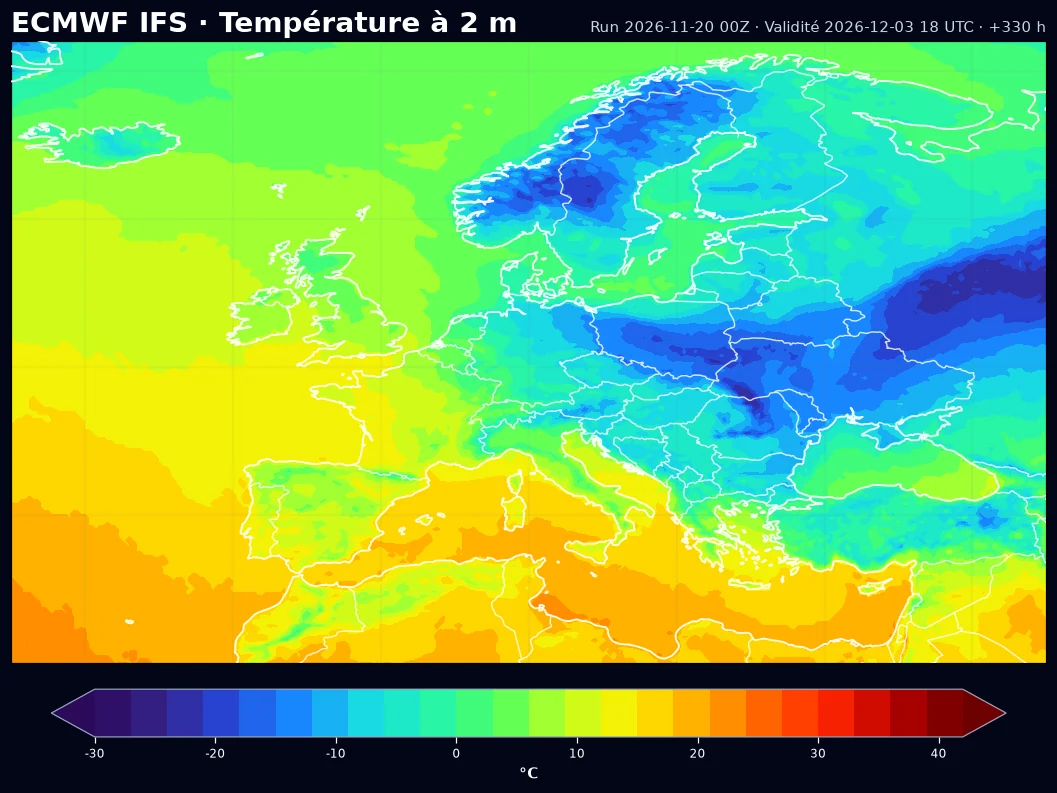 ECMWF IFS · Température à 2 m
Run 2026-11-20 00Z · Validité 2026-12-03 18 UTC · +330 h
-30 -20 -10 0 10 20 30 40
°C